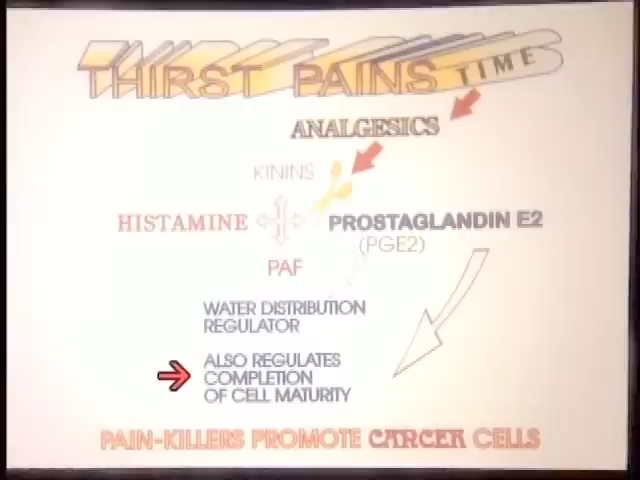 THIRST PAINS TIME
ANALGESICS
KININS
HISTAMINE
PROSTAGLANDIN E2
(PGE2)
PAF
WATER DISTRIBUTION
REGULATOR
ALSO REGULATES
COMPLETION
OF CELL MATURITY
PAIN-KILLERS PROMOTE CARCER CELLS